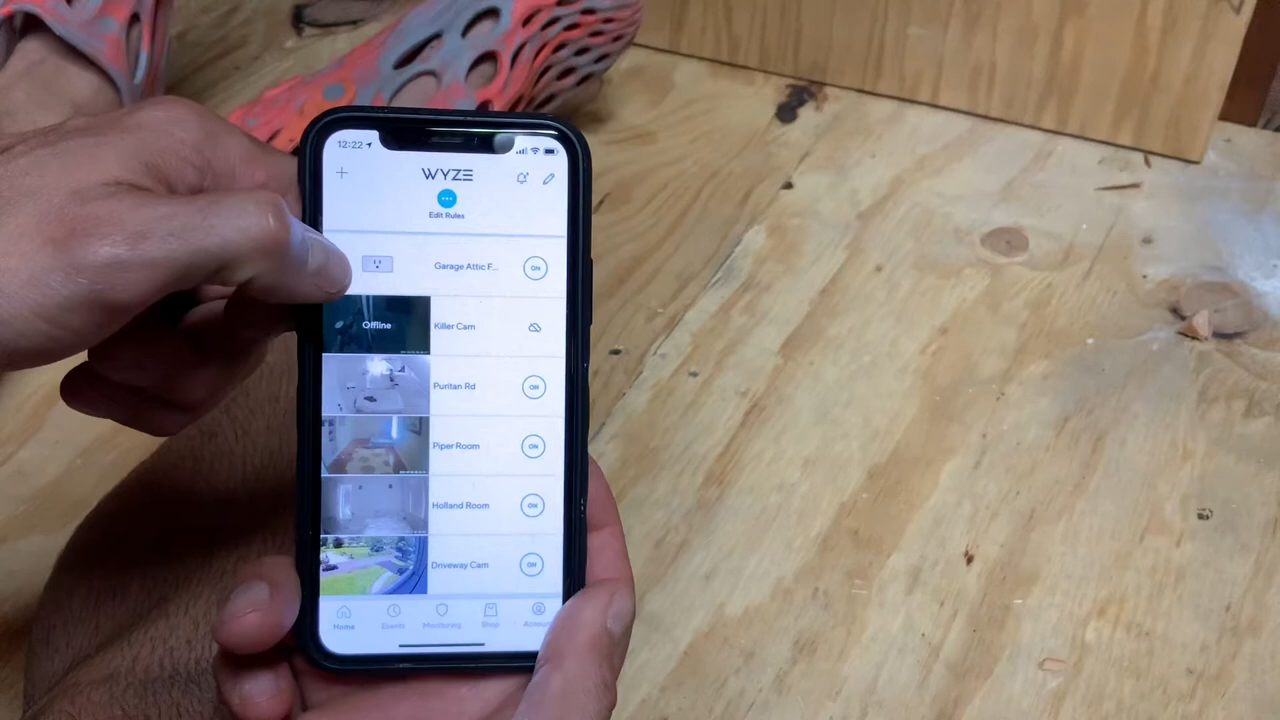 12:22
WYZE
Edit Rules
Garage Attic F...
ON
Offline
Killer Cam
Puritan Rd
ON
Piper Room
ON
Holland Room
ON
Driveway Cam
ON
Home
Events
Monitoring
Shop
Account